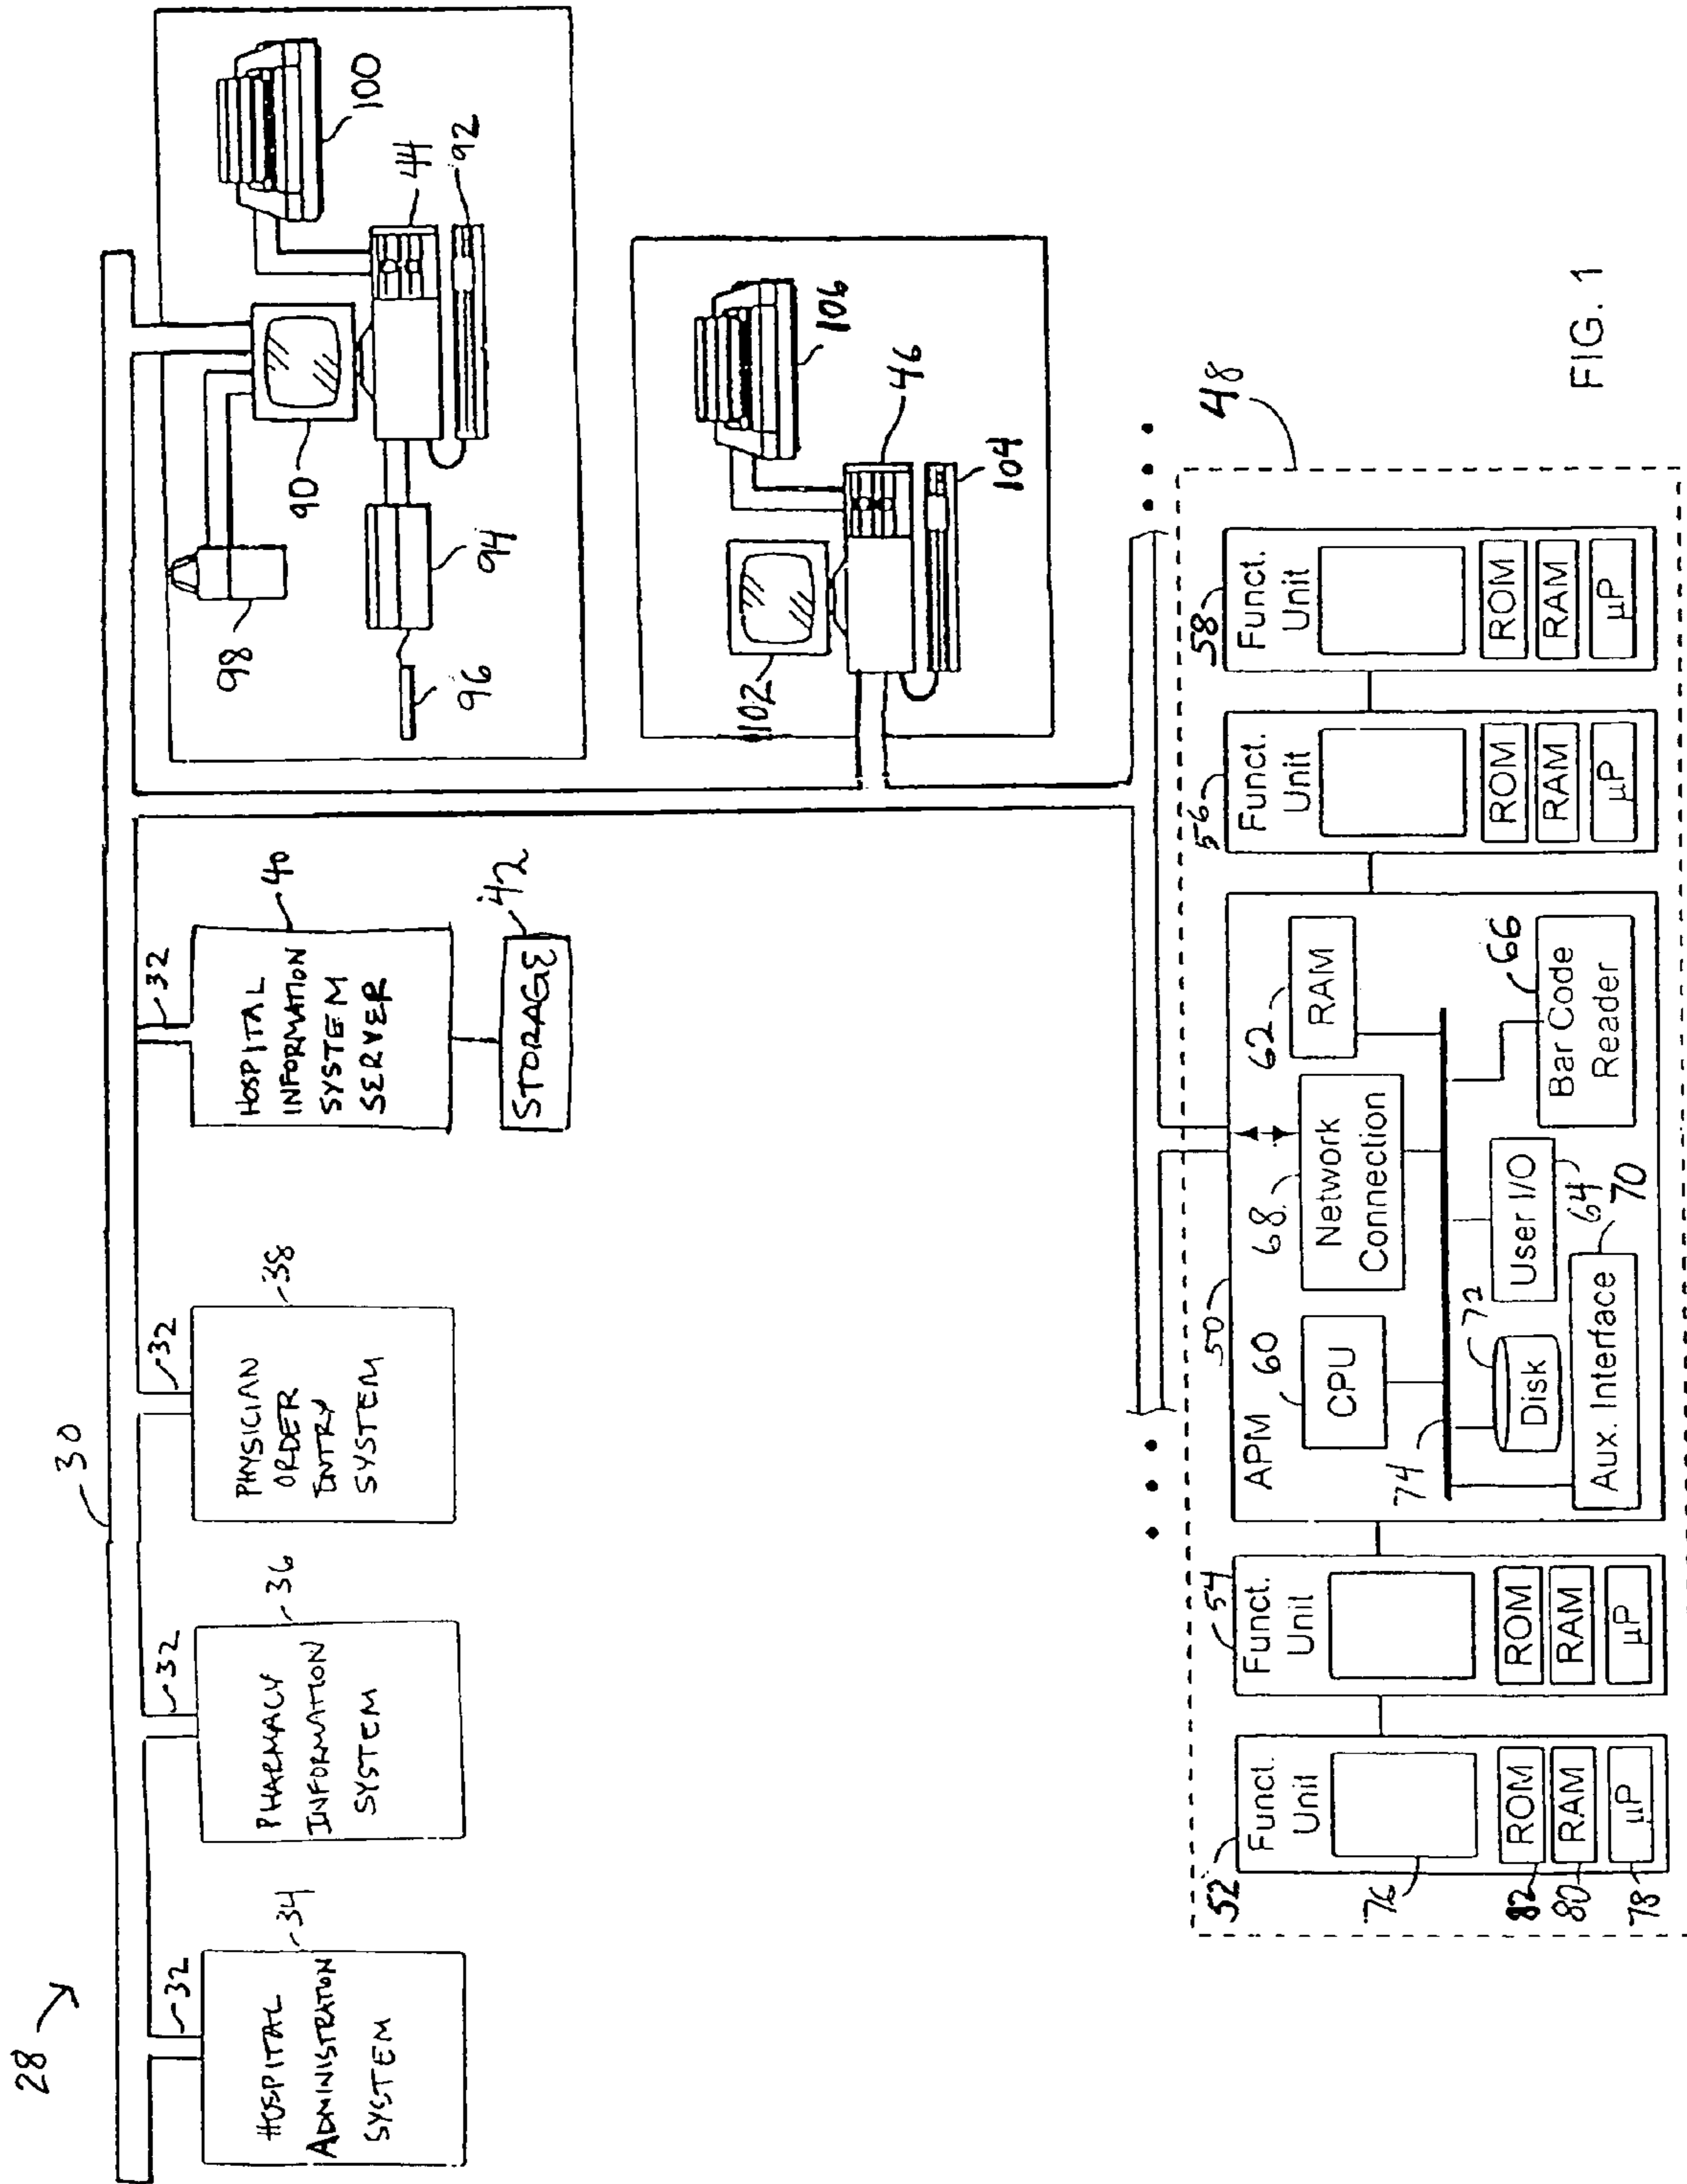 28
30
32
HOSPITAL
ADMINISTRATION
SYSTEM
34
32
PHARMACY
INFORMATION
SYSTEM
36
32
PHYSICIAN
ORDER
ENTRY
SYSTEM
38
32
HOSPITAL
INFORMATION
SYSTEM
SERVER
40
STORAGE
42
98
90
100
44
92
94
96
102
106
46
104
48
52
Funct.
Unit
76
ROM
82
RAM
80
µP
78
54
Funct.
Unit
ROM
RAM
µP
50
APM
60
CPU
68
Network
Connection
62
RAM
74
72
Disk
User I/O
64
66
Bar Code
Reader
Aux. Interface
70
56
Funct.
Unit
ROM
RAM
µP
58
Funct.
Unit
ROM
RAM
µP
FIG. 1